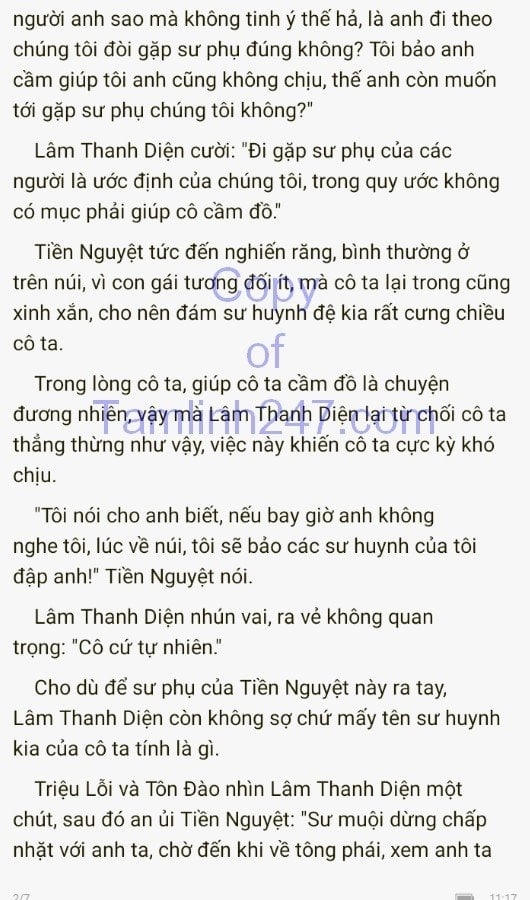 người anh sao mà không tinh ý thế hả, là anh đi theo
chúng tôi đòi gặp sư phụ đúng không? Tôi bảo anh
cầm giúp tôi anh cũng không chịu, thế anh còn muốn
tới gặp sư phụ chúng tôi không?"
Lâm Thanh Diện cười: "Đi gặp sư phụ của các
người là ước định của chúng tôi, trong quy ước không
có mục phải giúp cô cầm đồ."
Tiền Nguyệt tức đến nghiến răng, bình thường ở
trên núi, vì con gái tương đối ít, mà cô ta lại trong cũng
xinh xắn, cho nên đám sư huynh đệ kia rất cưng chiều
cô ta.
Copy
of
Tamlinh247.com
Trong lòng cô ta, giúp cô ta cầm đồ là chuyện
đương nhiên, vậy mà Lâm Thanh Diện lại từ chối cô ta
thẳng thừng như vậy, việc này khiến cô ta cực kỳ khó
chịu.
"Tôi nói cho anh biết, nếu bay giờ anh không
nghe tôi, lúc về núi, tôi sẽ bảo các sư huynh của tôi
đập anh!" Tiền Nguyệt nói.
Lâm Thanh Diện nhún vai, ra vẻ không quan
trọng: "Cô cứ tự nhiên."
Cho dù để sư phụ của Tiền Nguyệt này ra tay,
Lâm Thanh Diện còn không sợ chứ mấy tên sư huynh
kia của cô ta tính là gì.
Triệu Lỗi và Tôn Đào nhìn Lâm Thanh Diện một
chút, sau đó an ủi Tiền Nguyệt: "Sư muội dừng chấp
nhặt với anh ta, chờ đến khi về tông phái, xem anh ta
2/7
11:17